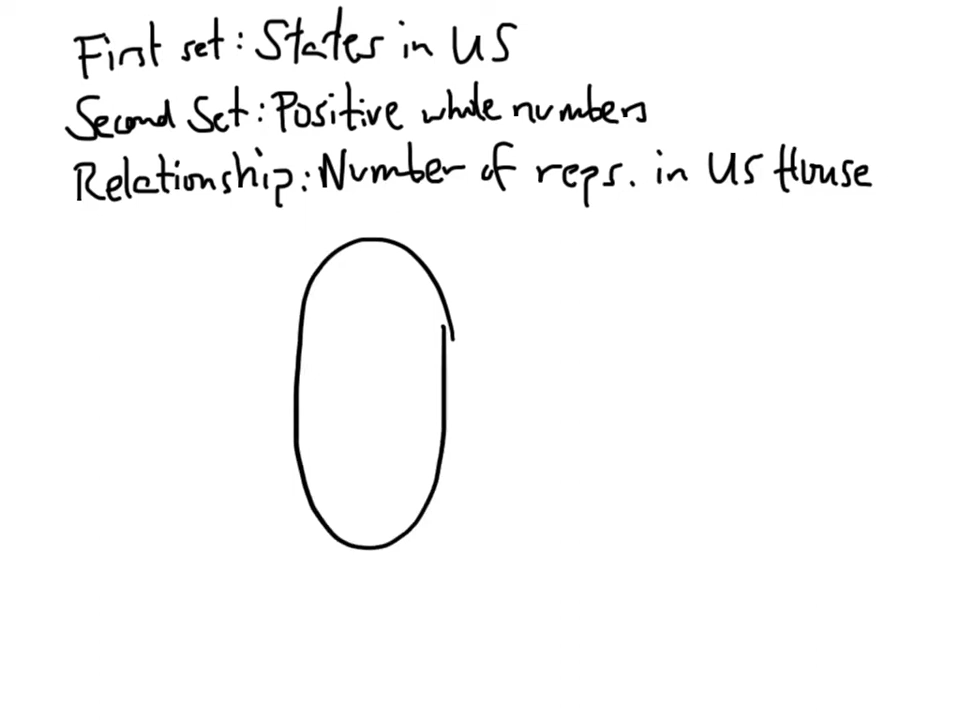 First set: States in US
Second Set: Positive whole numbers
Relationship: Number of reps. in US House